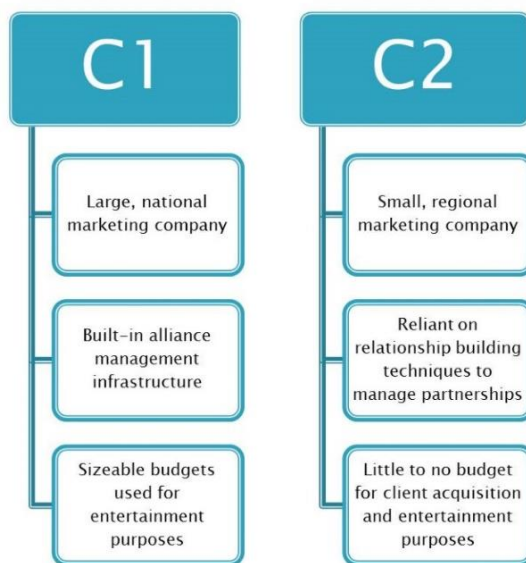 C1
Large, national
marketing company
Built-in alliance
management
infrastructure
Sizeable budgets
used for
entertainment
purposes
C2
Small, regional
marketing company
Reliant on
relationship building
techniques to
manage partnerships
Little to no budget
for client acquisition
and entertainment
purposes